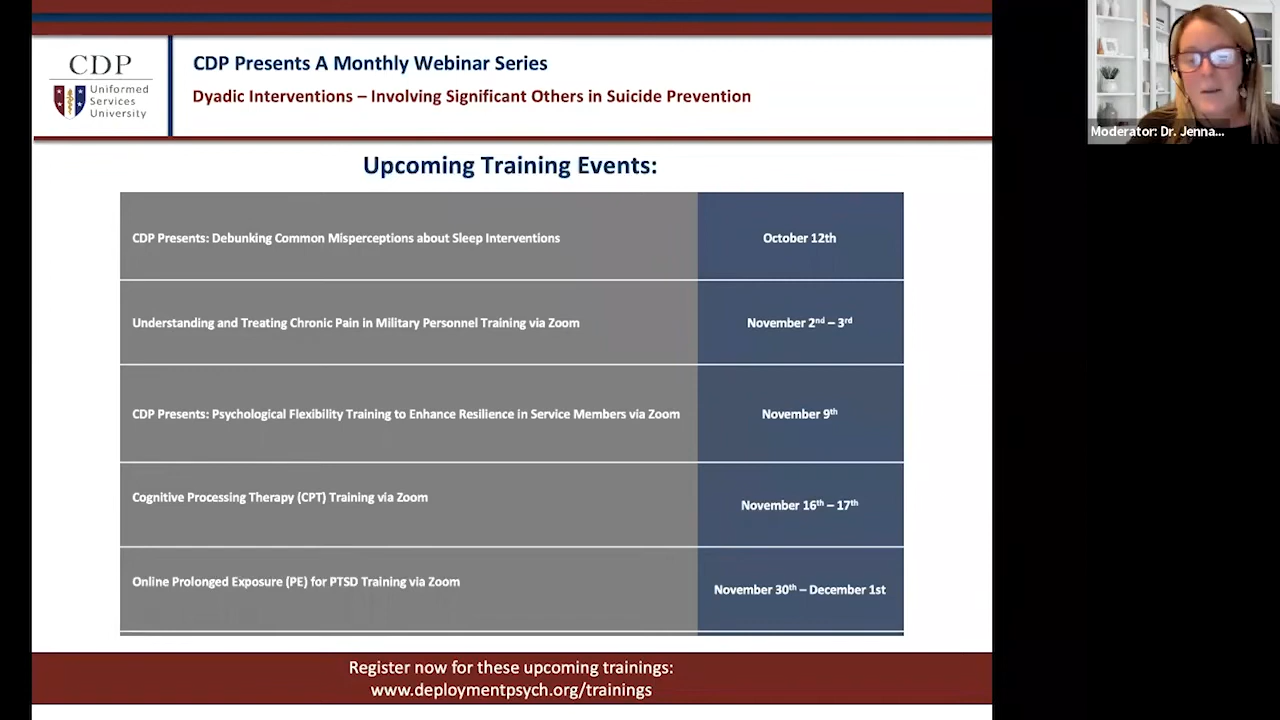 CDP
Uniformed
Services
University
CDP Presents A Monthly Webinar Series
Dyadic Interventions – Involving Significant Others in Suicide Prevention
Moderator: Dr. Jenna...
Upcoming Training Events:
CDP Presents: Debunking Common Misperceptions about Sleep Interventions
October 12th
Understanding and Treating Chronic Pain in Military Personnel Training via Zoom
November 2nd – 3rd
CDP Presents: Psychological Flexibility Training to Enhance Resilience in Service Members via Zoom
November 9th
Cognitive Processing Therapy (CPT) Training via Zoom
November 16th – 17th
Online Prolonged Exposure (PE) for PTSD Training via Zoom
November 30th – December 1st
Register now for these upcoming trainings:
www.deploymentpsych.org/trainings